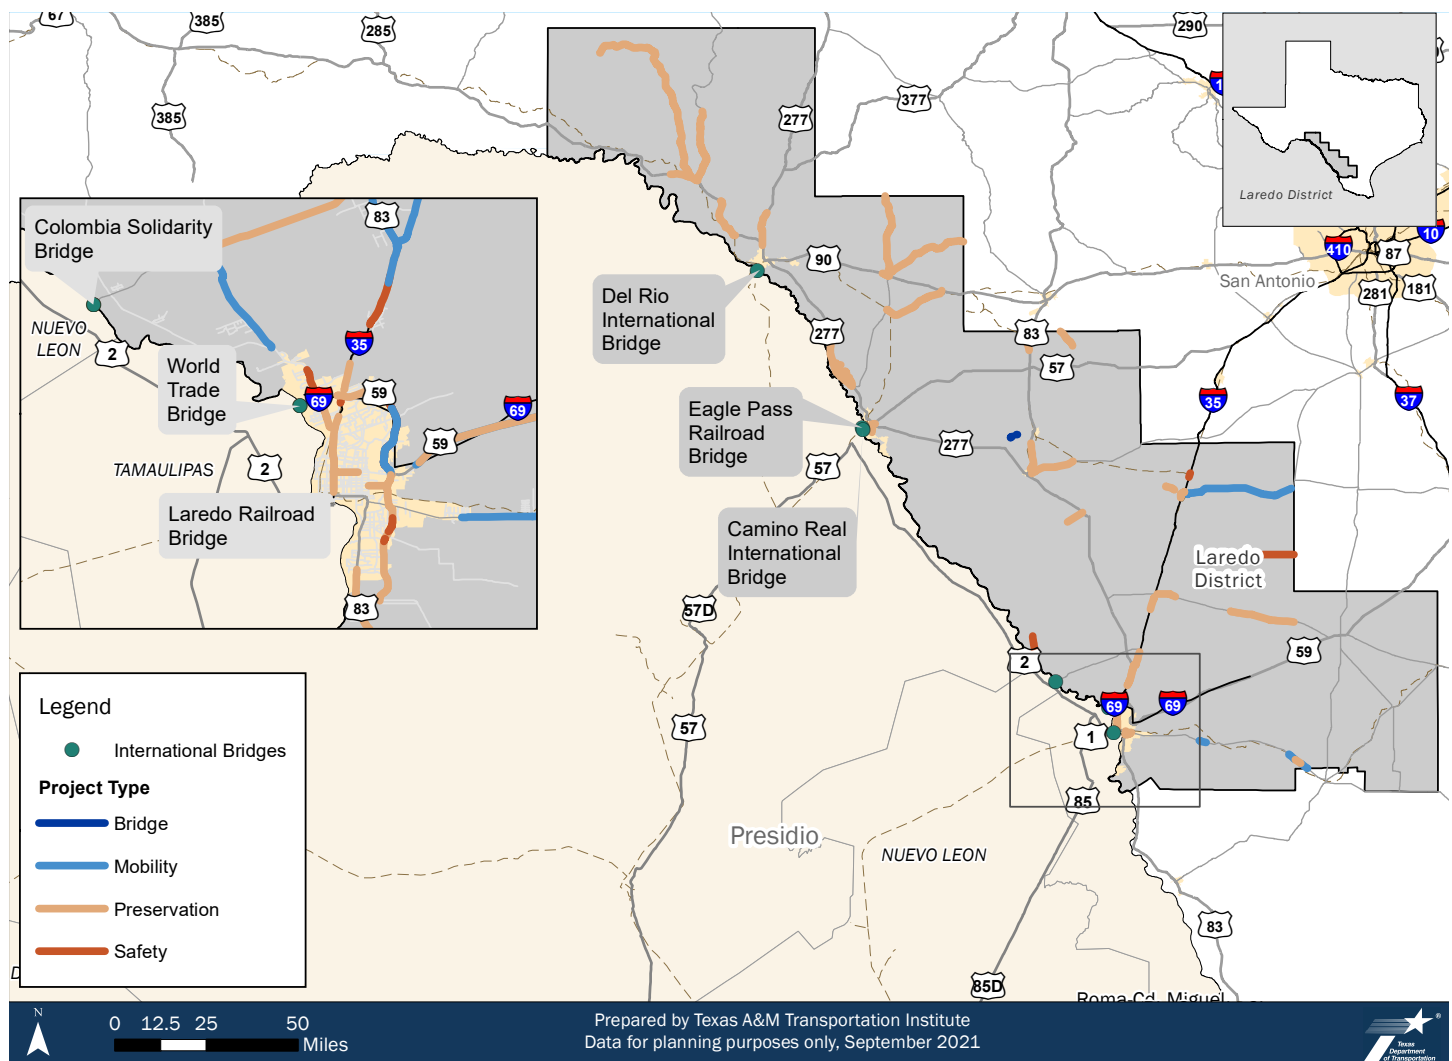 67
385
285
290
385
277
377
1
Laredo District
10
410
87
281
181
San Antonio
90
277
83
57
35
37
277
57
Del Rio
International
Bridge
Eagle Pass
Railroad
Bridge
Camino Real
International
Bridge
Colombia Solidarity
Bridge
83
NUEVO
LEON
2
35
World
Trade
Bridge
69
59
69
59
TAMAULIPAS
2
Laredo Railroad
Bridge
83
Laredo
District
57D
57
2
59
69
69
1
85
Presidio
NUEVO LEON
83
85D
Roma-Cd. Miguel
Legend
International Bridges
Project Type
Bridge
Mobility
Preservation
Safety
D
N
0 12.5 25 50
Miles
Prepared by Texas A&M Transportation Institute
Data for planning purposes only, September 2021
®
Texas
Department
of Transportation